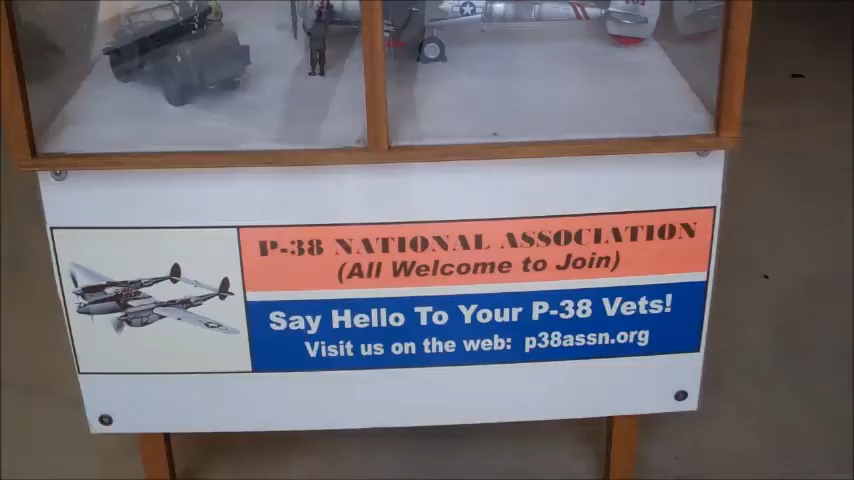 P-38 NATIONAL ASSOCIATION
(All Welcome to Join)
Say Hello To Your P-38 Vets!
Visit us on the web: p38assn.org